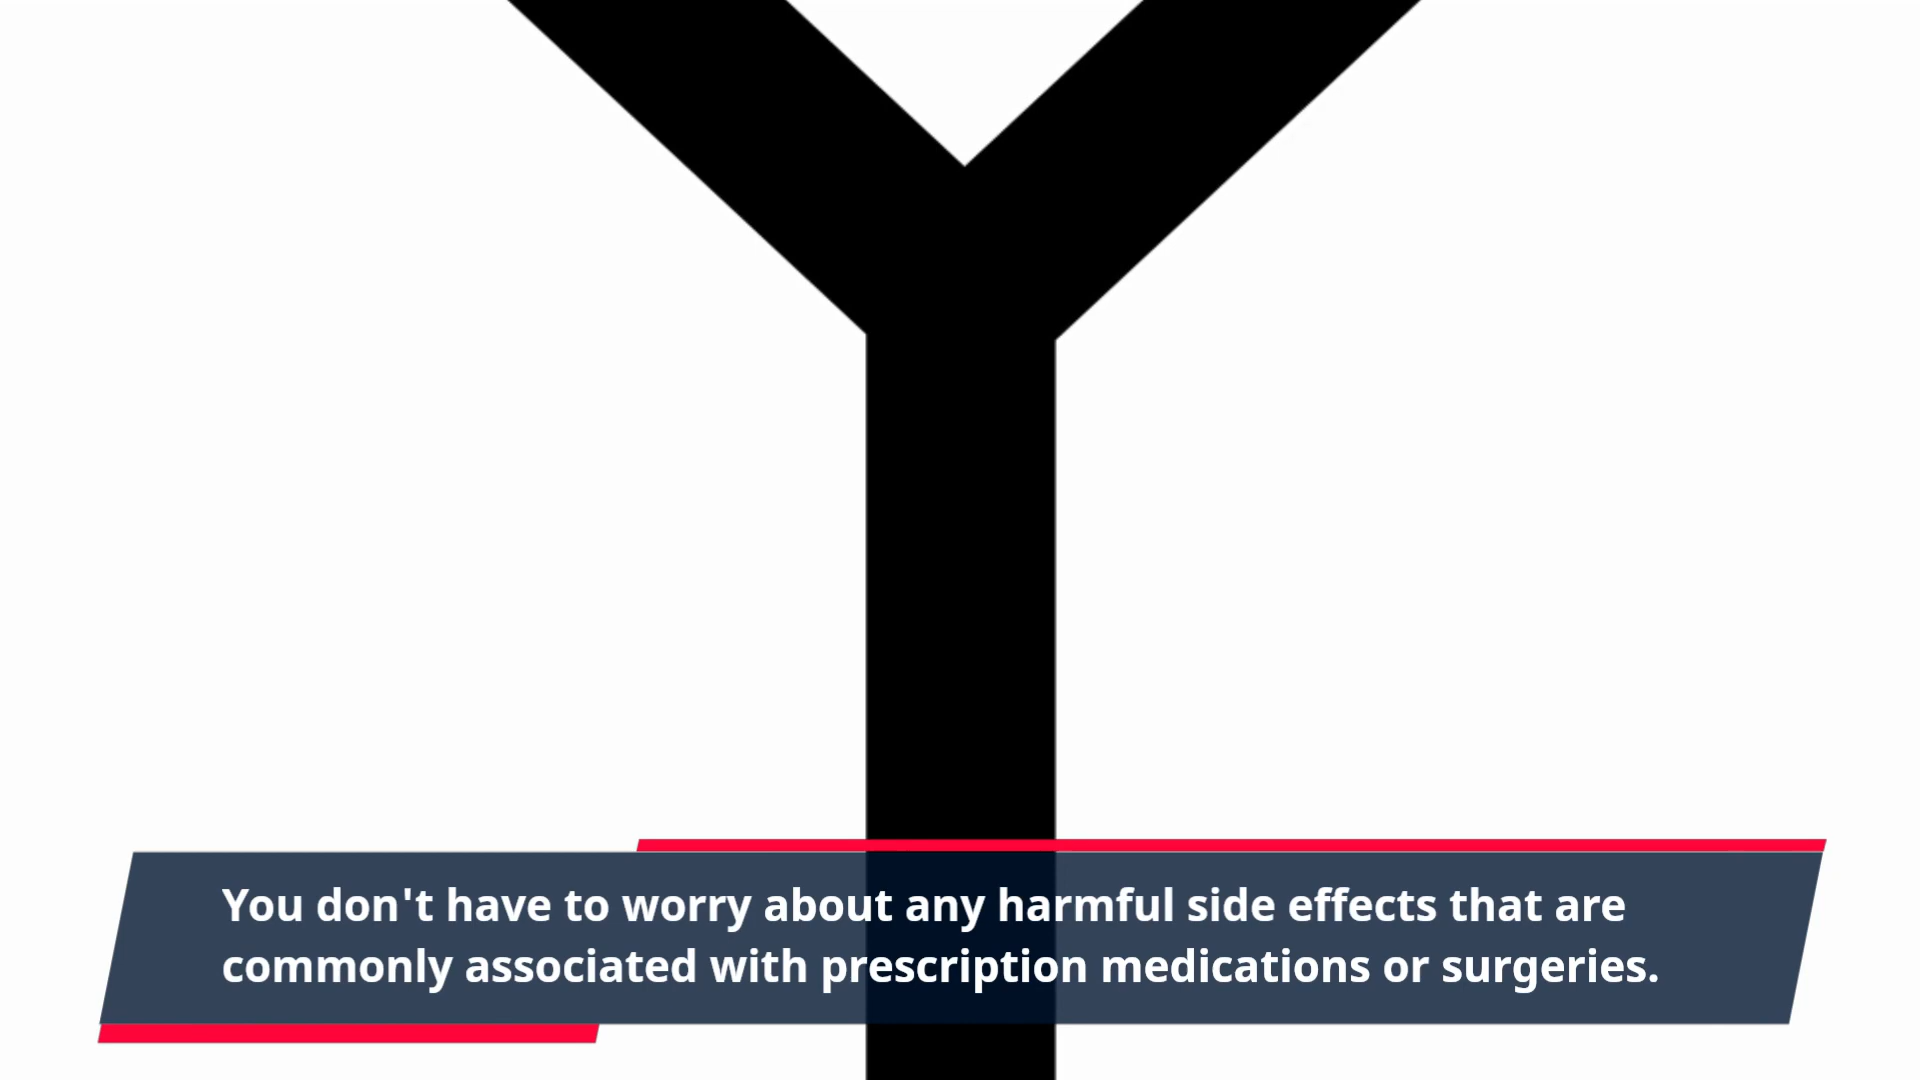 You don't have to worry about any harmful side effects that are
commonly associated with prescription medications or surgeries.